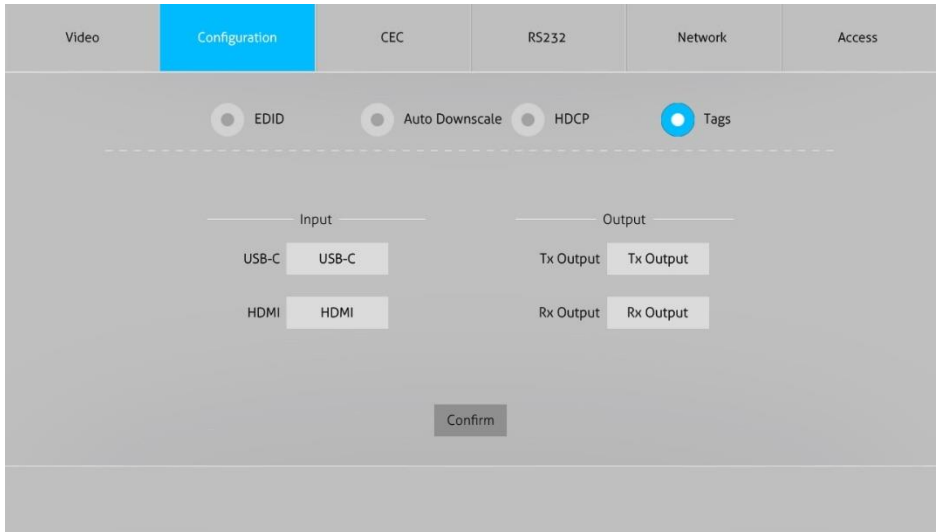 Video Configuration CEC RS232 Network Access
EDID Auto Downscale HDCP Tags
Input Output
USB-C USB-C Tx Output Tx Output
HDMI HDMI Rx Output Rx Output
Confirm